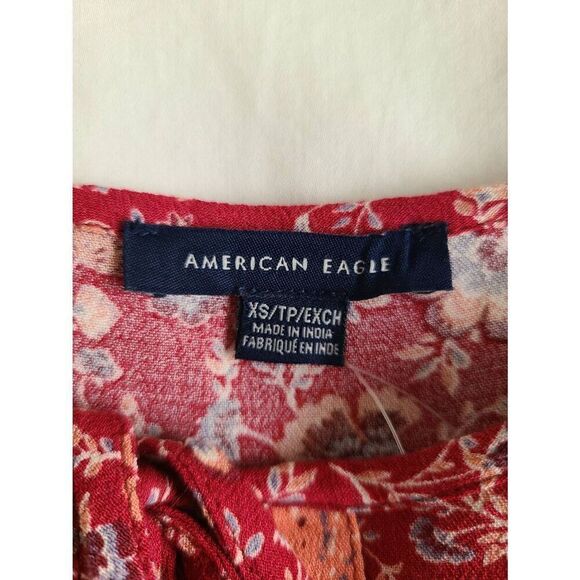 AMERICAN EAGLE
XS/TP/EXCH
MADE IN INDIA
FABRIQUÉ EN INDE